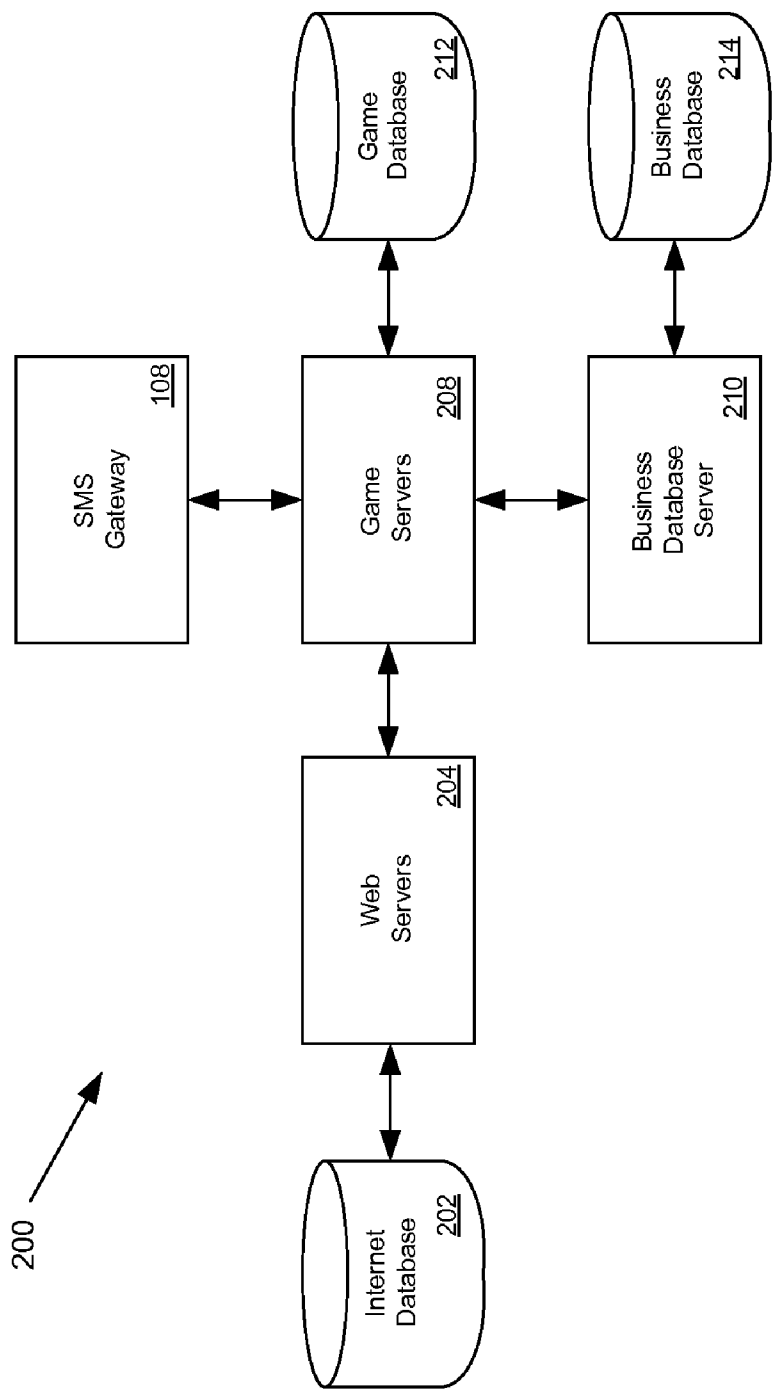 200
Internet
Database
202
Web
Servers
204
SMS
Gateway
108
Game
Servers
208
Business
Database
Server
210
Game
Database
212
Business
Database
214